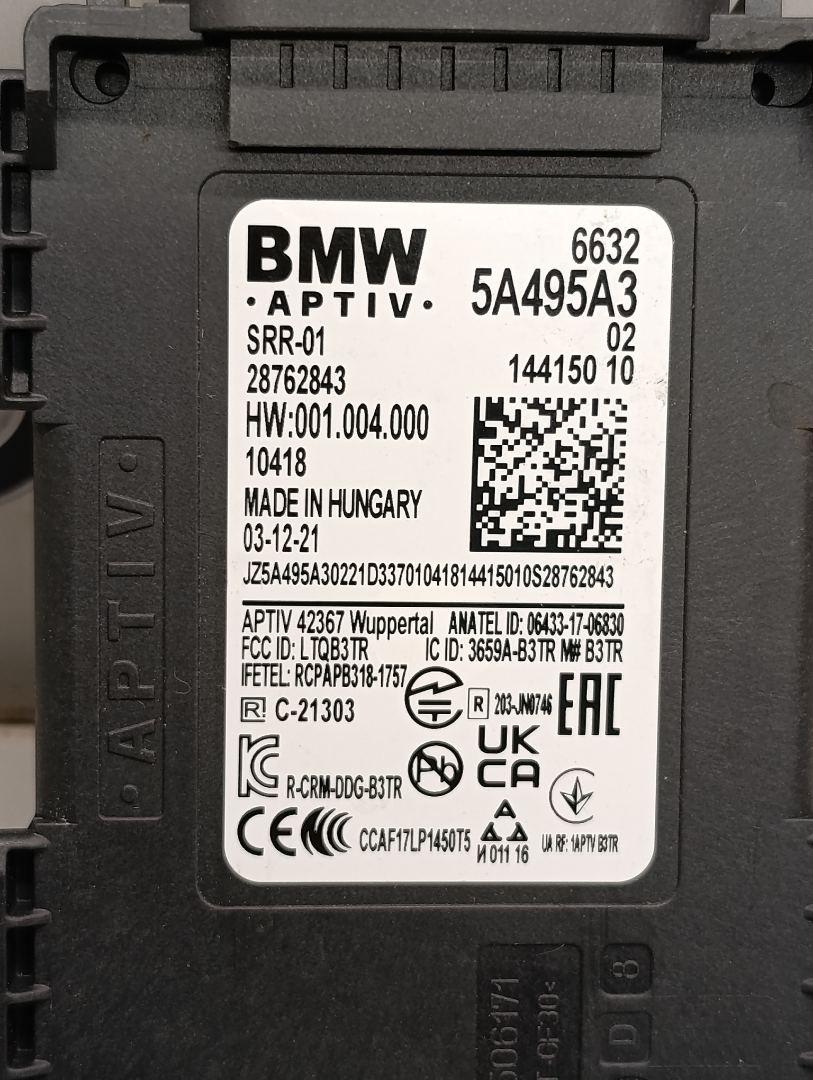 BMW
·APTIV·
6632
5A495A3
02
144150 10
SRR-01
28762843
HW:001.004.000
10418
MADE IN HUNGARY
03-12-21
JZ5A495A30221D33701041814415010S28762843
APTIV 42367 Wuppertal ANATEL ID: 06433-17-06830
FCC ID: LTQB3TR IC ID: 3659A-B3TR M# B3TR
IFETEL: RCPAPB318-1757
R 203-JN0746
EAC
R! C-21303
UK
CA
Pb
KC R-CRM-DDG-B3TR
CE CCAF17LP1450T5
И 011 16
UA RF: 1APTV B3TR
·APTIV·
8
D